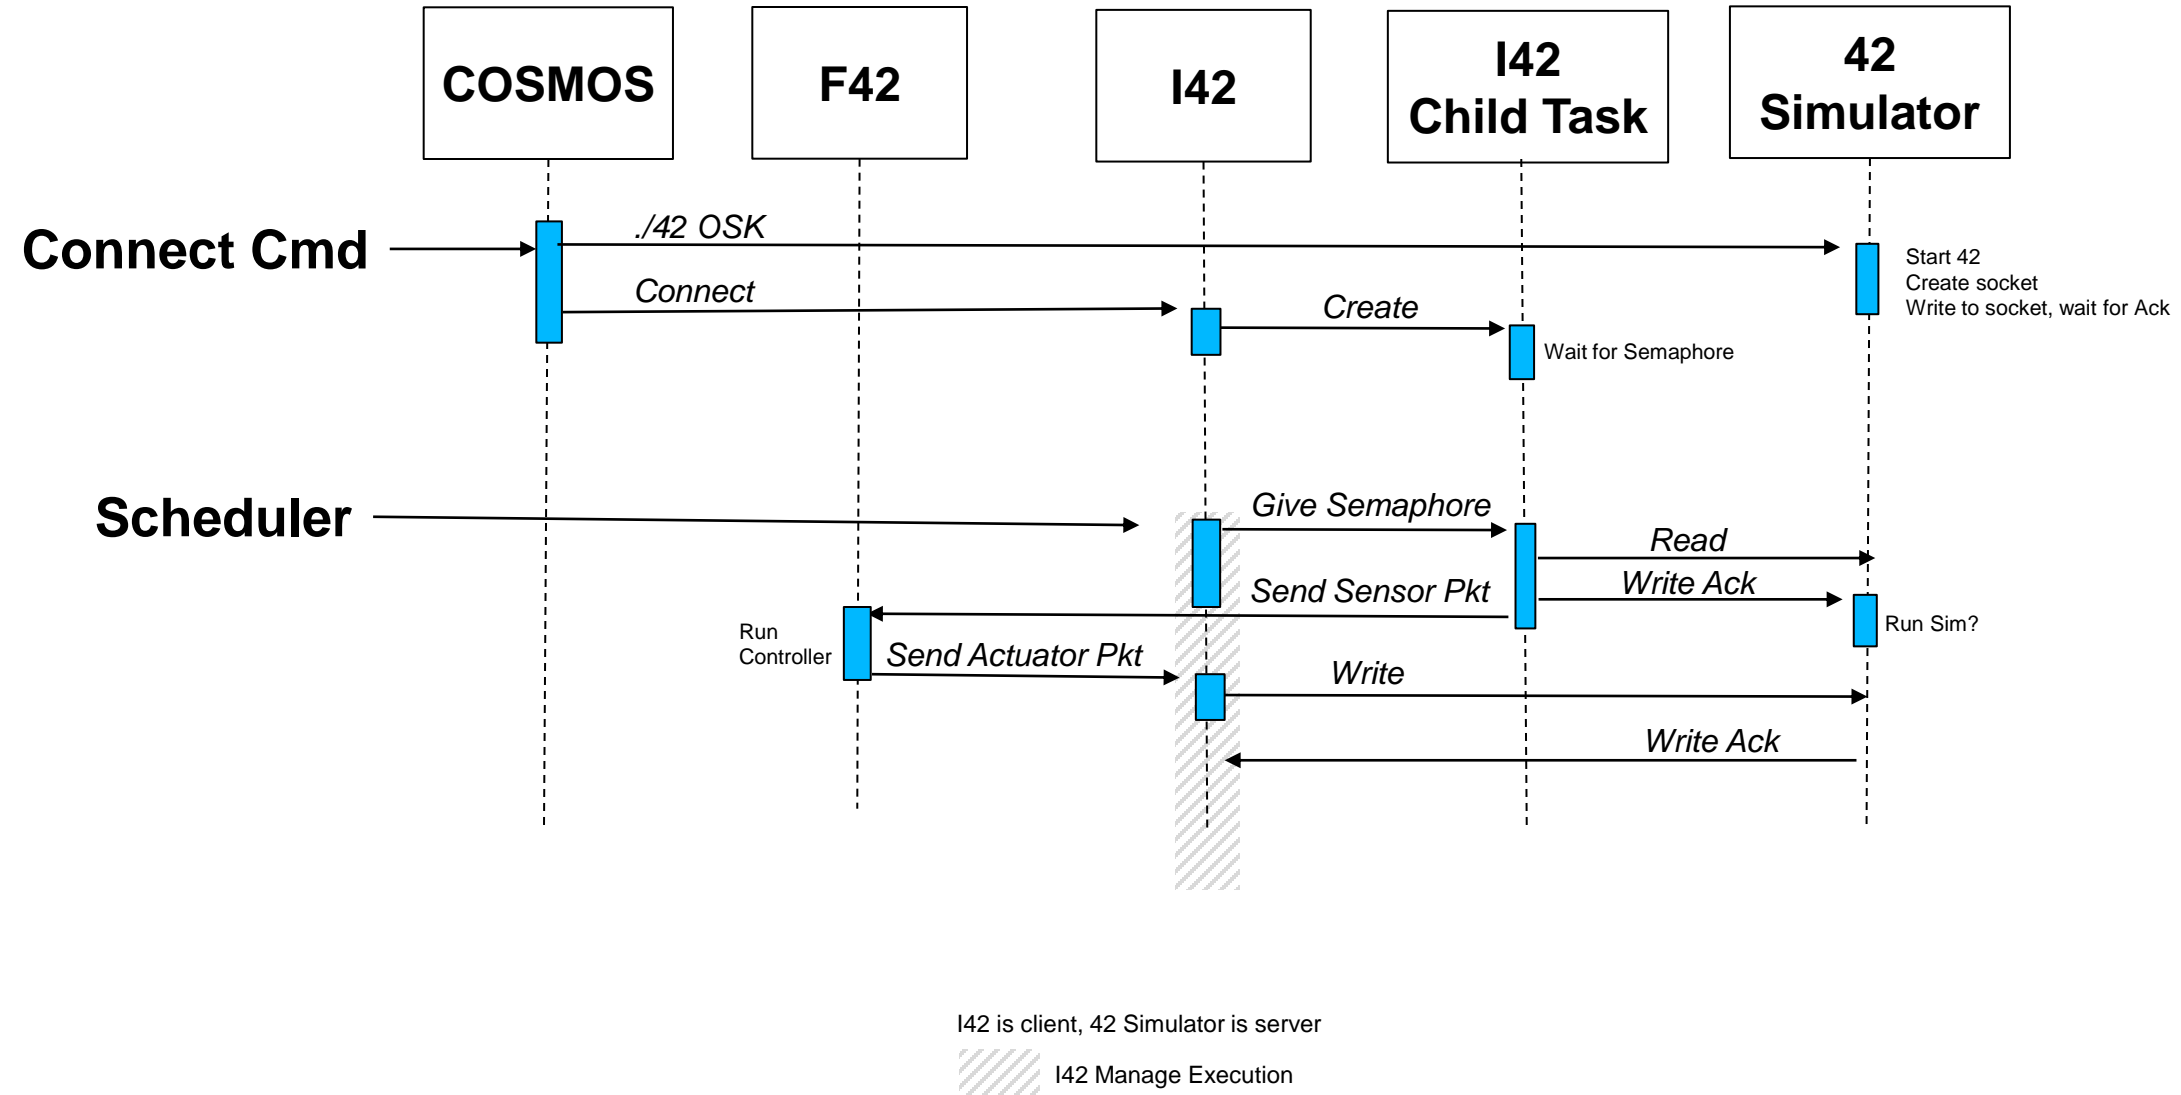 COSMOS
F42
I42
I42
Child Task
42
Simulator
Connect Cmd
./42 OSK
Start 42
Create socket
Write to socket, wait for Ack
Connect
Create
Wait for Semaphore
Scheduler
Give Semaphore
Read
Send Sensor Pkt
Write Ack
Run Sim?
Run
Controller
Send Actuator Pkt
Write
Write Ack
I42 is client, 42 Simulator is server
I42 Manage Execution